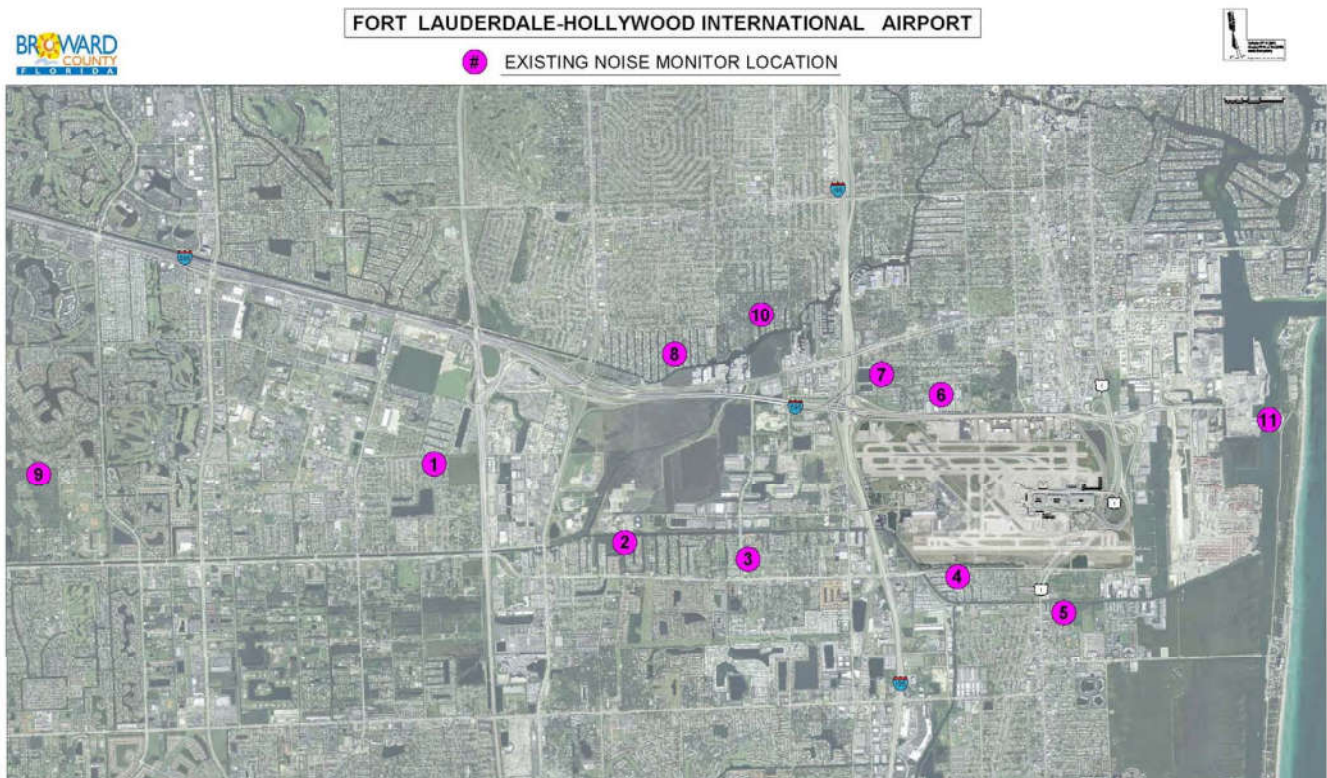 FORT LAUDERDALE-HOLLYWOOD INTERNATIONAL AIRPORT
BROWARD
COUNTY
FLORIDA
# EXISTING NOISE MONITOR LOCATION
10
8
7
6
11
1
9
2
3
4
5